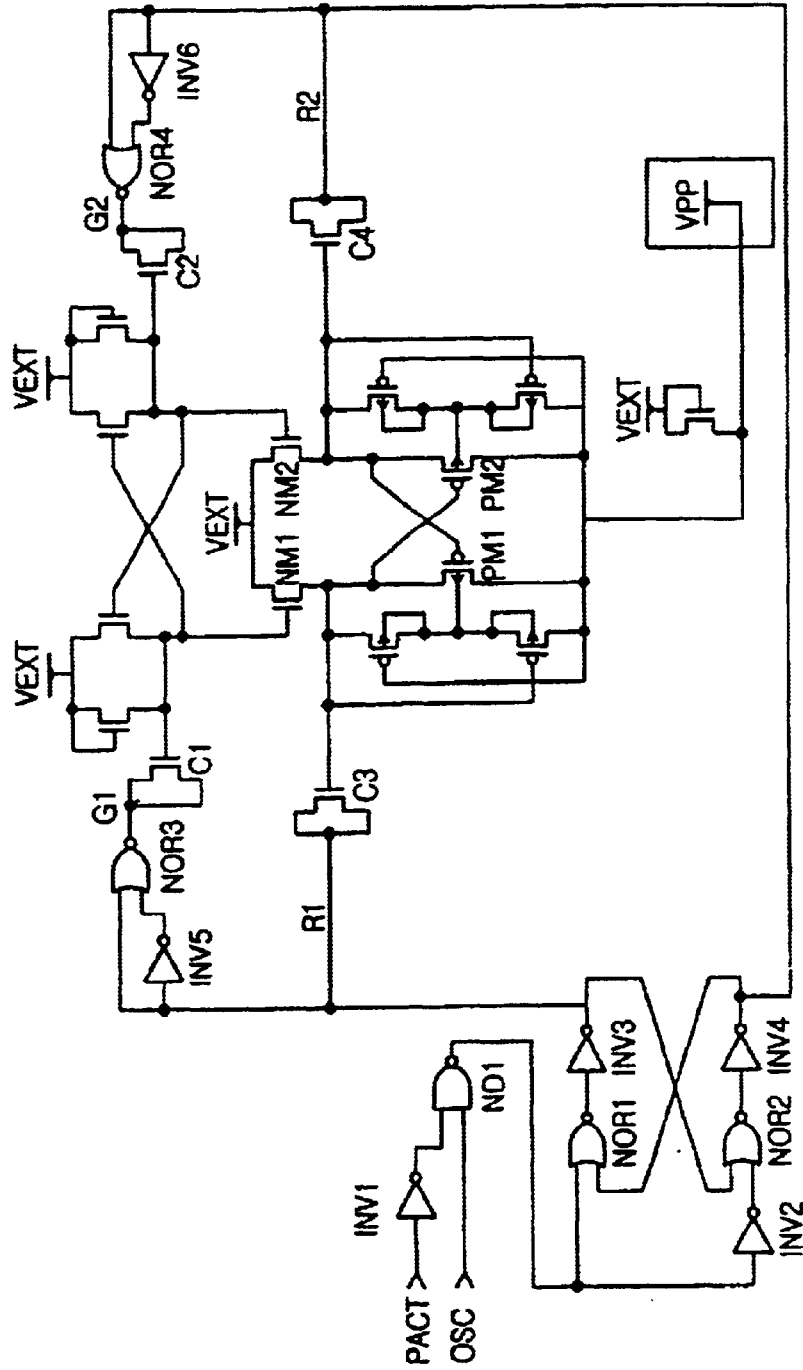 INV6
NOR4
G2
C2
VEXT
R2
C4
VPP
VEXT
VEXT
NM2
NM1
PM2
PM1
VEXT
C1
G1
NOR3
INV5
C3
R1
INV3
NOR1
INV4
NOR2
INV2
ND1
INV1
PACT
OSC